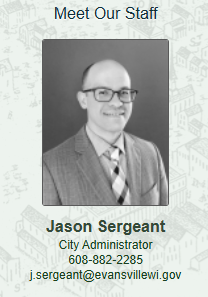 Meet Our Staff
Jason Sergeant
City Administrator
608-882-2285
j.sergeant@evansvillewi.gov